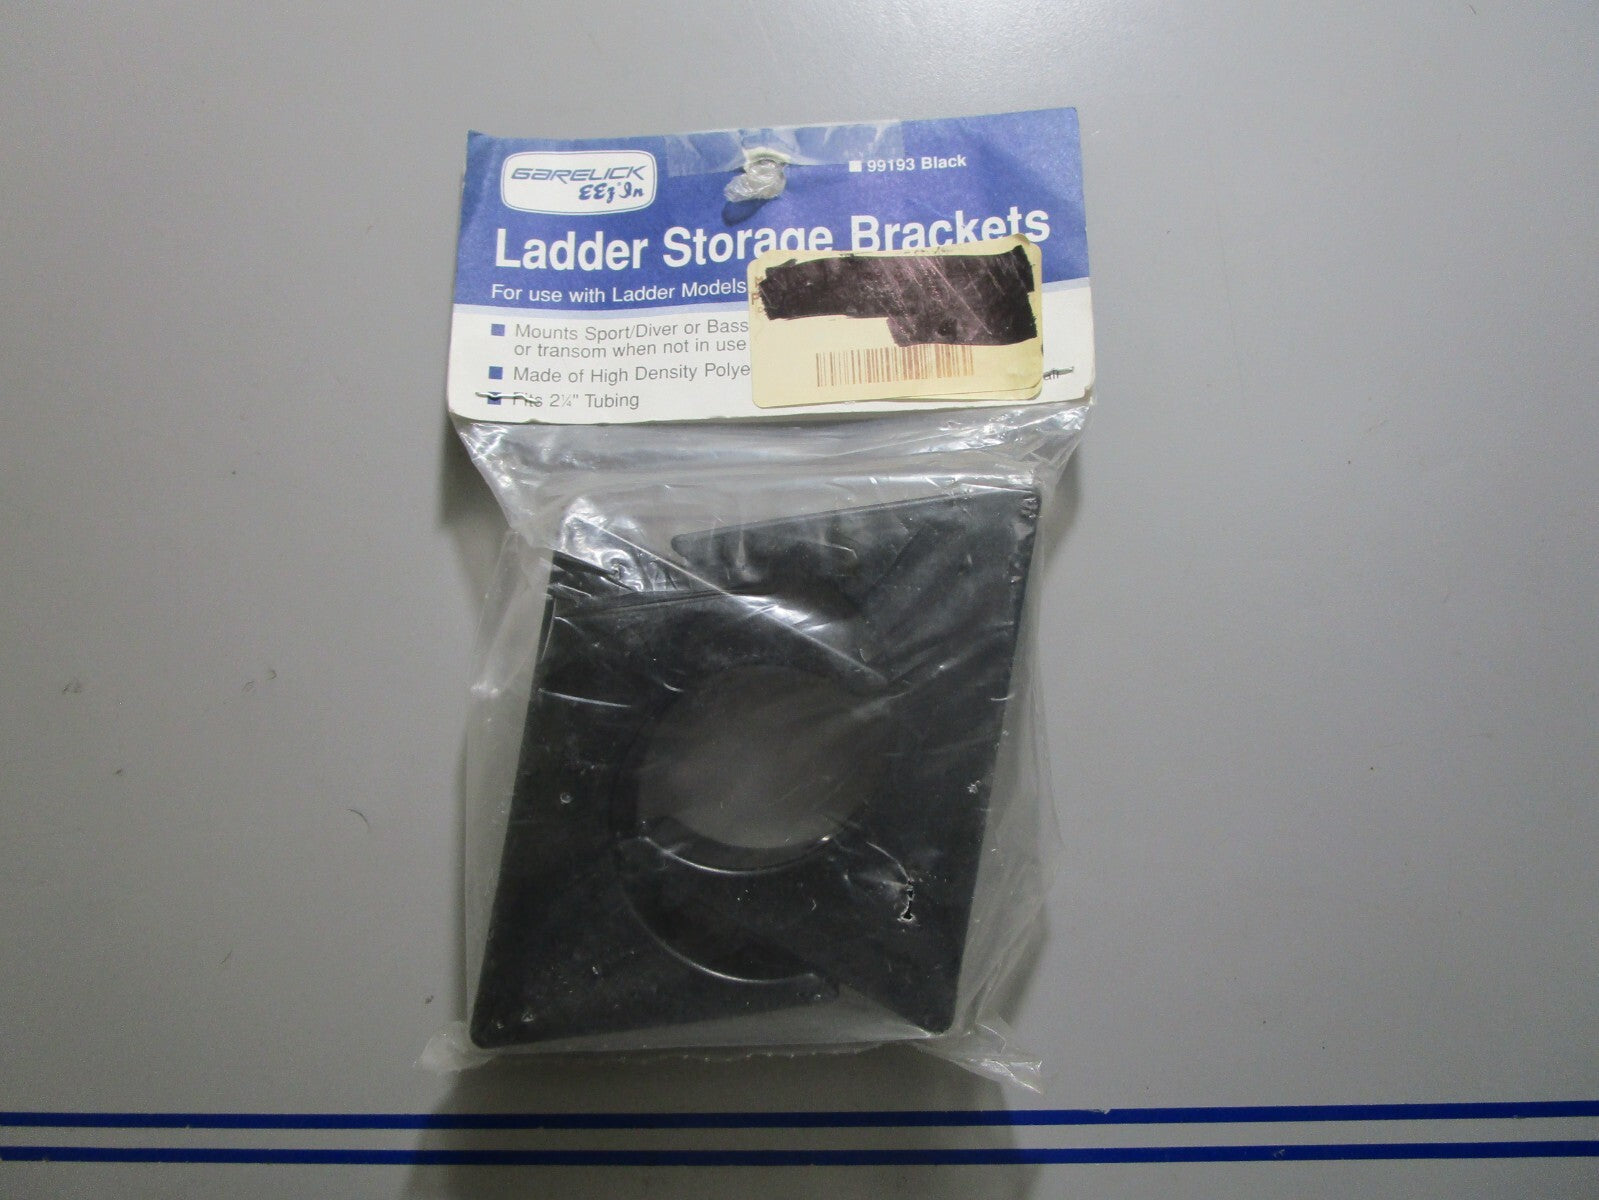 GARELICK
EEz'In
99193 Black
Ladder Storage Brackets
For use with Ladder Models
Mounts Sport/Diver or Bass
or transom when not in use
Made of High Density Polye
Fits 2¼" Tubing